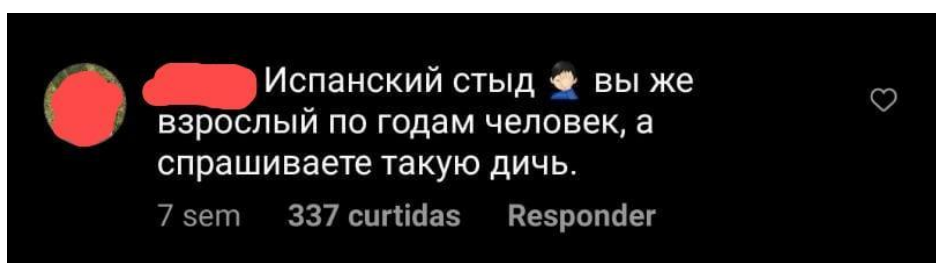 Испанский стыд 🤦🏻‍♂️ вы же
взрослый по годам человек, а
спрашиваете такую дичь.
7 sem 337 curtidas Responder